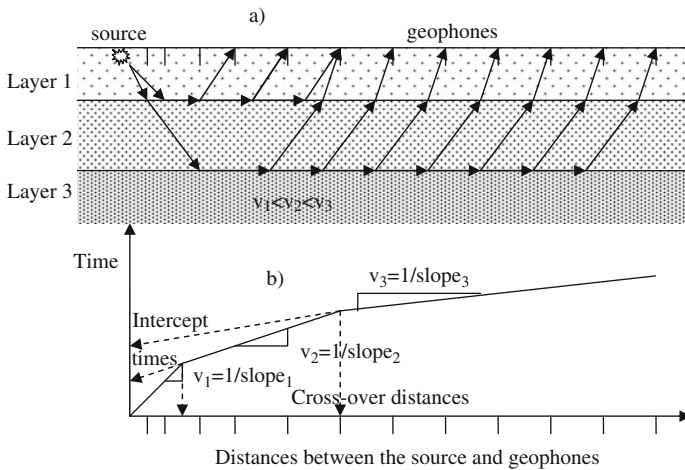 a)
source
geophones
Layer 1
Layer 2
Layer 3
v₁<v₂<v₃
Time
b)
v₃=1/slope₃
Intercept
times
v₂=1/slope₂
v₁=1/slope₁
Cross-over distances
Distances between the source and geophones